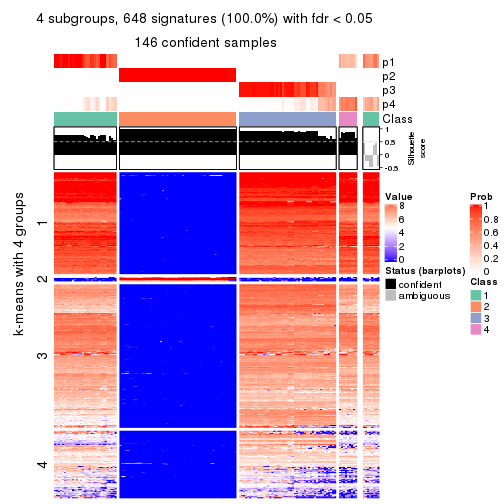 4 subgroups, 648 signatures (100.0%) with fdr < 0.05
146 confident samples
p1
p2
p3
p4
Class
1
0.5
0
-0.5
Silhouette
score
k-means with 4 groups
1
2
3
4
Value
8
6
4
2
0
Status (barplots)
confident
ambiguous
Prob
1
0.8
0.6
0.4
0.2
0
Class
1
2
3
4